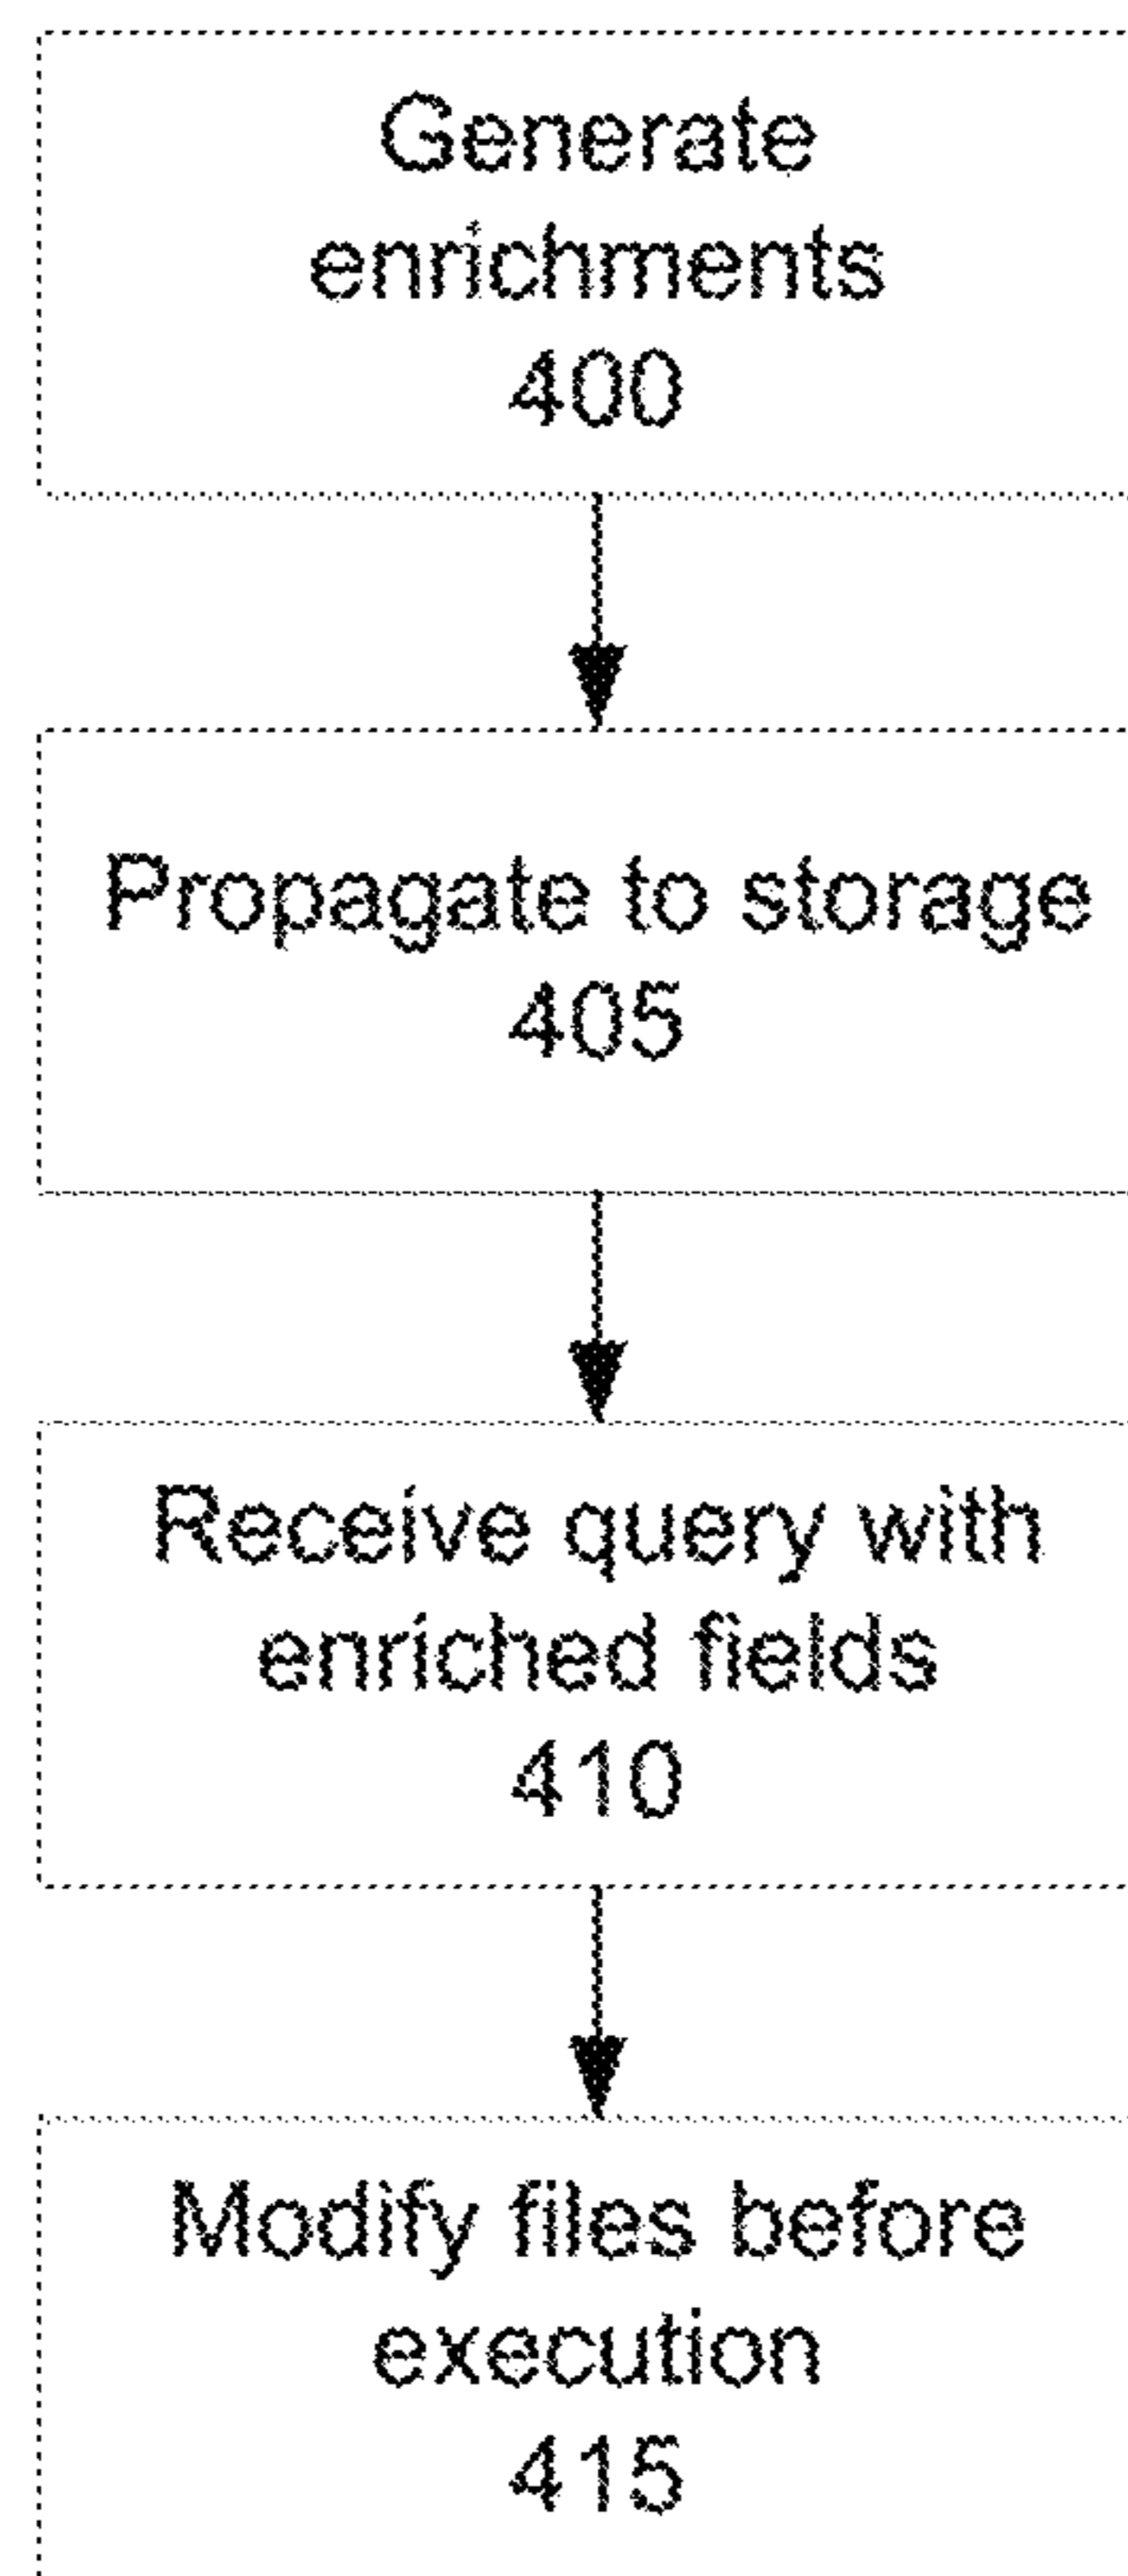 Generate
enrichments
400
Propagate to storage
405
Receive query with
enriched fields
410
Modify files before
execution
415